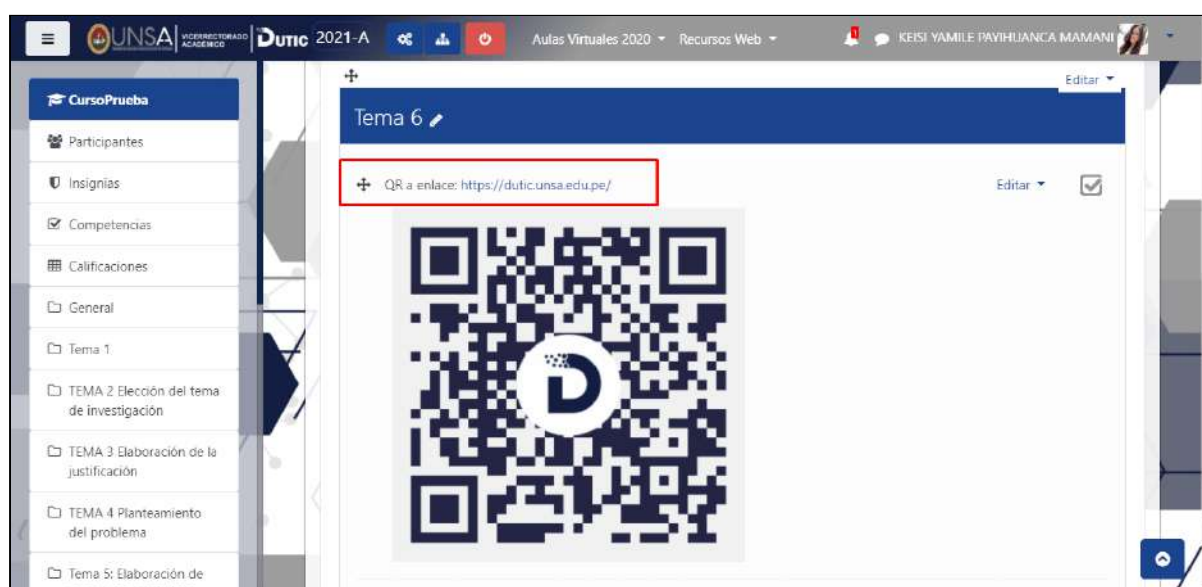 UNSA VICERRECTORADO ACADÉMICO DUTIC 2021-A Aulas Virtuales 2020 Recursos Web KEISI YAMILE PAYIHUANCA MAMANI
Editar
CursoPrueba
Tema 6
Participantes
QR a enlace: https://dutic.unsa.edu.pe/ Editar
Insignias
Competencias
Calificaciones
General
Tema 1
TEMA 2 Elección del tema
de investigación
TEMA 3 Elaboración de la
justificación
TEMA 4 Planteamiento
del problema
Tema 5: Elaboración de
D